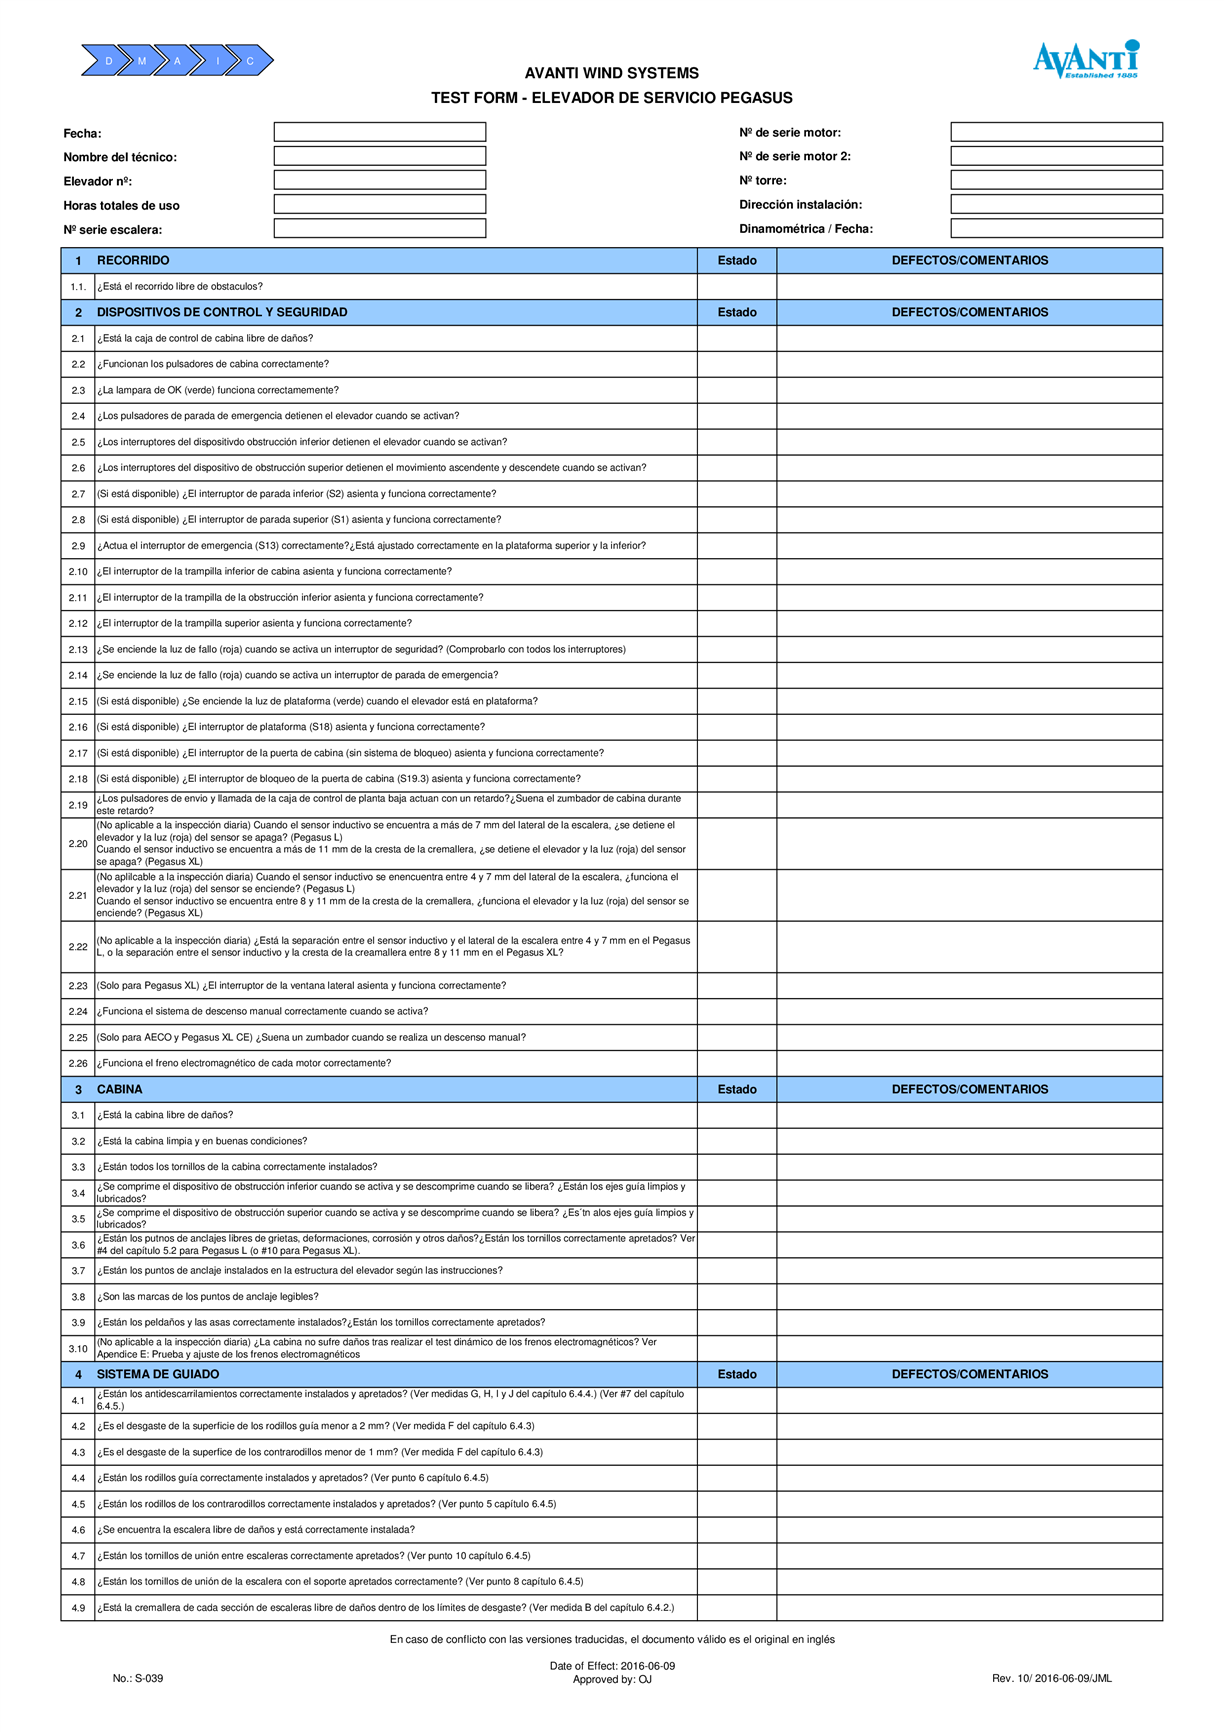 D M A I C
AVANTI
Established 1885
AVANTI WIND SYSTEMS
TEST FORM - ELEVADOR DE SERVICIO PEGASUS
Fecha:
Nº de serie motor:
Nombre del técnico:
Nº de serie motor 2:
Elevador nº:
Nº torre:
Horas totales de uso
Dirección instalación:
Nº serie escalera:
Dinamométrica / Fecha:
1 RECORRIDO Estado DEFECTOS/COMENTARIOS
1.1. ¿Está el recorrido libre de obstaculos?
2 DISPOSITIVOS DE CONTROL Y SEGURIDAD Estado DEFECTOS/COMENTARIOS
2.1 ¿Está la caja de control de cabina libre de daños?
2.2 ¿Funcionan los pulsadores de cabina correctamente?
2.3 ¿La lampara de OK (verde) funciona correctamemente?
2.4 ¿Los pulsadores de parada de emergencia detienen el elevador cuando se activan?
2.5 ¿Los interruptores del dispositivdo obstrucción inferior detienen el elevador cuando se activan?
2.6 ¿Los interruptores del dispositivo de obstrucción superior detienen el movimiento ascendente y descendete cuando se activan?
2.7 (Si está disponible) ¿El interruptor de parada inferior (S2) asienta y funciona correctamente?
2.8 (Si está disponible) ¿El interruptor de parada superior (S1) asienta y funciona correctamente?
2.9 ¿Actua el interruptor de emergencia (S13) correctamente?¿Está ajustado correctamente en la plataforma superior y la inferior?
2.10 ¿El interruptor de la trampilla inferior de cabina asienta y funciona correctamente?
2.11 ¿El interruptor de la trampilla de la obstrucción inferior asienta y funciona correctamente?
2.12 ¿El interruptor de la trampilla superior asienta y funciona correctamente?
2.13 ¿Se enciende la luz de fallo (roja) cuando se activa un interruptor de seguridad? (Comprobarlo con todos los interruptores)
2.14 ¿Se enciende la luz de fallo (roja) cuando se activa un interruptor de parada de emergencia?
2.15 (Si está disponible) ¿Se enciende la luz de plataforma (verde) cuando el elevador está en plataforma?
2.16 (Si está disponible) ¿El interruptor de plataforma (S18) asienta y funciona correctamente?
2.17 (Si está disponible) ¿El interruptor de la puerta de cabina (sin sistema de bloqueo) asienta y funciona correctamente?
2.18 (Si está disponible) ¿El interruptor de bloqueo de la puerta de cabina (S19.3) asienta y funciona correctamente?
2.19 ¿Los pulsadores de envio y llamada de la caja de control de planta baja actuan con un retardo?¿Suena el zumbador de cabina durante
este retardo?
2.20 (No aplicable a la inspección diaria) Cuando el sensor inductivo se encuentra a más de 7 mm del lateral de la escalera, ¿se detiene el
elevador y la luz (roja) del sensor se apaga? (Pegasus L)
Cuando el sensor inductivo se encuentra a más de 11 mm de la cresta de la cremallera, ¿se detiene el elevador y la luz (roja) del sensor
se apaga? (Pegasus XL)
2.21 (No aplilcable a la inspección diaria) Cuando el sensor inductivo se enencuentra entre 4 y 7 mm del lateral de la escalera, ¿funciona el
elevador y la luz (roja) del sensor se enciende? (Pegasus L)
Cuando el sensor inductivo se encuentra entre 8 y 11 mm de la cresta de la cremallera, ¿funciona el elevador y la luz (roja) del sensor se
enciende? (Pegasus XL)
2.22 (No aplicable a la inspección diaria) ¿Está la separación entre el sensor inductivo y el lateral de la escalera entre 4 y 7 mm en el Pegasus
L, o la separación entre el sensor inductivo y la cresta de la creamallera entre 8 y 11 mm en el Pegasus XL?
2.23 (Solo para Pegasus XL) ¿El interruptor de la ventana lateral asienta y funciona correctamente?
2.24 ¿Funciona el sistema de descenso manual correctamente cuando se activa?
2.25 (Solo para AECO y Pegasus XL CE) ¿Suena un zumbador cuando se realiza un descenso manual?
2.26 ¿Funciona el freno electromagnético de cada motor correctamente?
3 CABINA Estado DEFECTOS/COMENTARIOS
3.1 ¿Está la cabina libre de daños?
3.2 ¿Está la cabina limpia y en buenas condiciones?
3.3 ¿Están todos los tornillos de la cabina correctamente instalados?
3.4 ¿Se comprime el dispositivo de obstrucción inferior cuando se activa y se descomprime cuando se libera? ¿Están los ejes guía limpios y
lubricados?
3.5 ¿Se comprime el dispositivo de obstrucción superior cuando se activa y se descomprime cuando se libera? ¿Es´tn alos ejes guía limpios y
lubricados?
3.6 ¿Están los putnos de anclajes libres de grietas, deformaciones, corrosión y otros daños?¿Están los tornillos correctamente apretados? Ver
#4 del capítulo 5.2 para Pegasus L (o #10 para Pegasus XL).
3.7 ¿Están los puntos de anclaje instalados en la estructura del elevador según las instrucciones?
3.8 ¿Son las marcas de los puntos de anclaje legibles?
3.9 ¿Están los peldaños y las asas correctamente instalados?¿Están los tornillos correctamente apretados?
3.10 (No aplicable a la inspección diaria) ¿La cabina no sufre daños tras realizar el test dinámico de los frenos electromagnéticos? Ver
Apendice E: Prueba y ajuste de los frenos electromagnéticos
4 SISTEMA DE GUIADO Estado DEFECTOS/COMENTARIOS
4.1 ¿Están los antidescarrilamientos correctamente instalados y apretados? (Ver medidas G, H, I y J del capítulo 6.4.4.) (Ver #7 del capítulo
6.4.5.)
4.2 ¿Es el desgaste de la superficie de los rodillos guía menor a 2 mm? (Ver medida F del capítulo 6.4.3)
4.3 ¿Es el desgaste de la superfice de los contrarodillos menor de 1 mm? (Ver medida F del capítulo 6.4.3)
4.4 ¿Están los rodillos guía correctamente instalados y apretados? (Ver punto 6 capítulo 6.4.5)
4.5 ¿Están los rodillos de los contrarodillos correctamente instalados y apretados? (Ver punto 5 capítulo 6.4.5)
4.6 ¿Se encuentra la escalera libre de daños y está correctamente instalada?
4.7 ¿Están los tornillos de unión entre escaleras correctamente apretados? (Ver punto 10 capítulo 6.4.5)
4.8 ¿Están los tornillos de unión de la escalera con el soporte apretados correctamente? (Ver punto 8 capítulo 6.4.5)
4.9 ¿Está la cremallera de cada sección de escaleras libre de daños dentro de los límites de desgaste? (Ver medida B del capítulo 6.4.2.)
En caso de conflicto con las versiones traducidas, el documento válido es el original en inglés
Date of Effect: 2016-06-09
No.: S-039
Approved by: OJ
Rev. 10/ 2016-06-09/JML